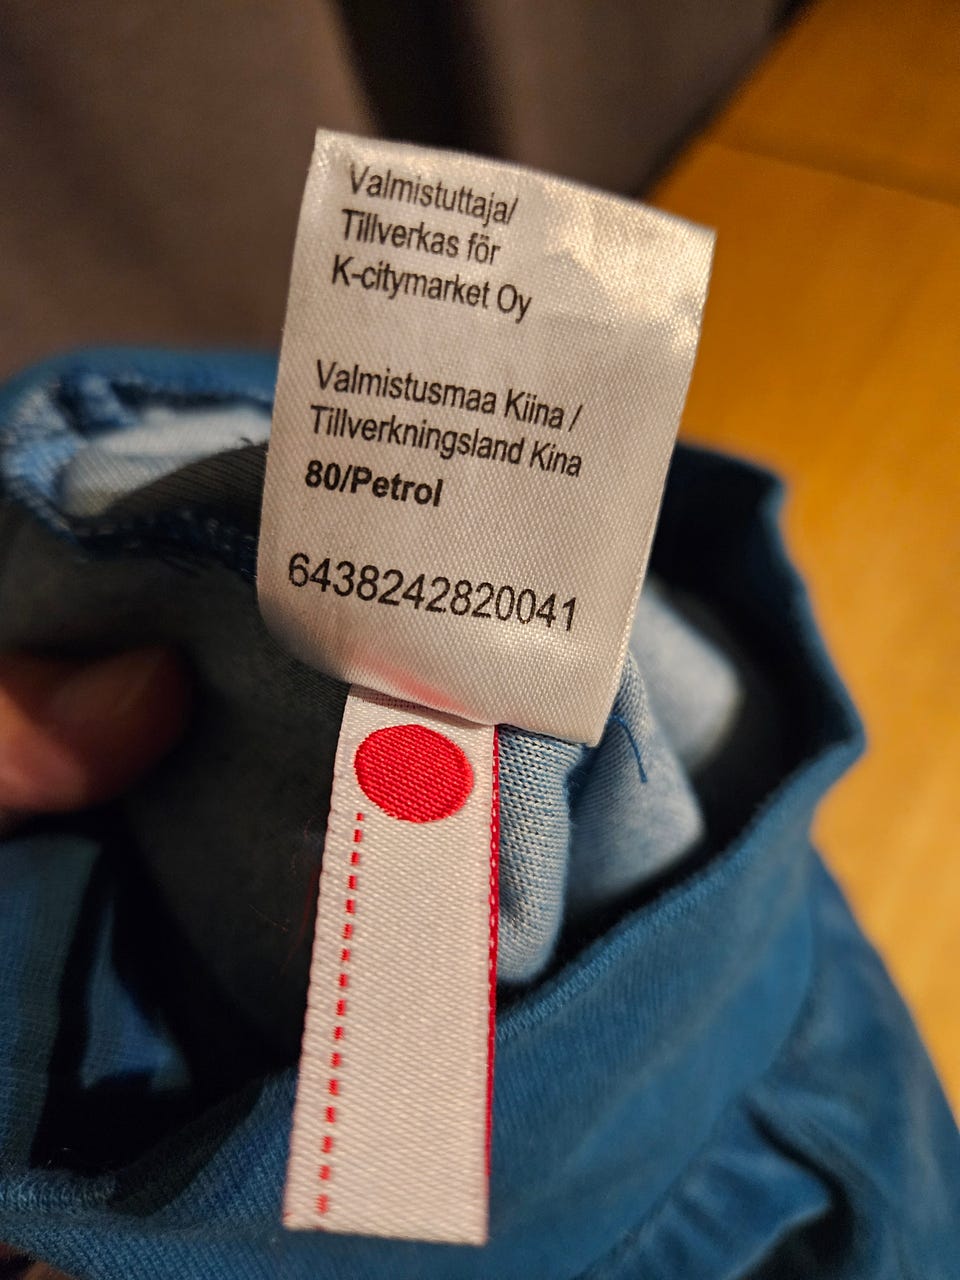 Valmistuttaja/
Tillverkas för
K-citymarket Oy
Valmistusmaa Kiina /
Tillverkningsland Kina
80/Petrol
6438242820041